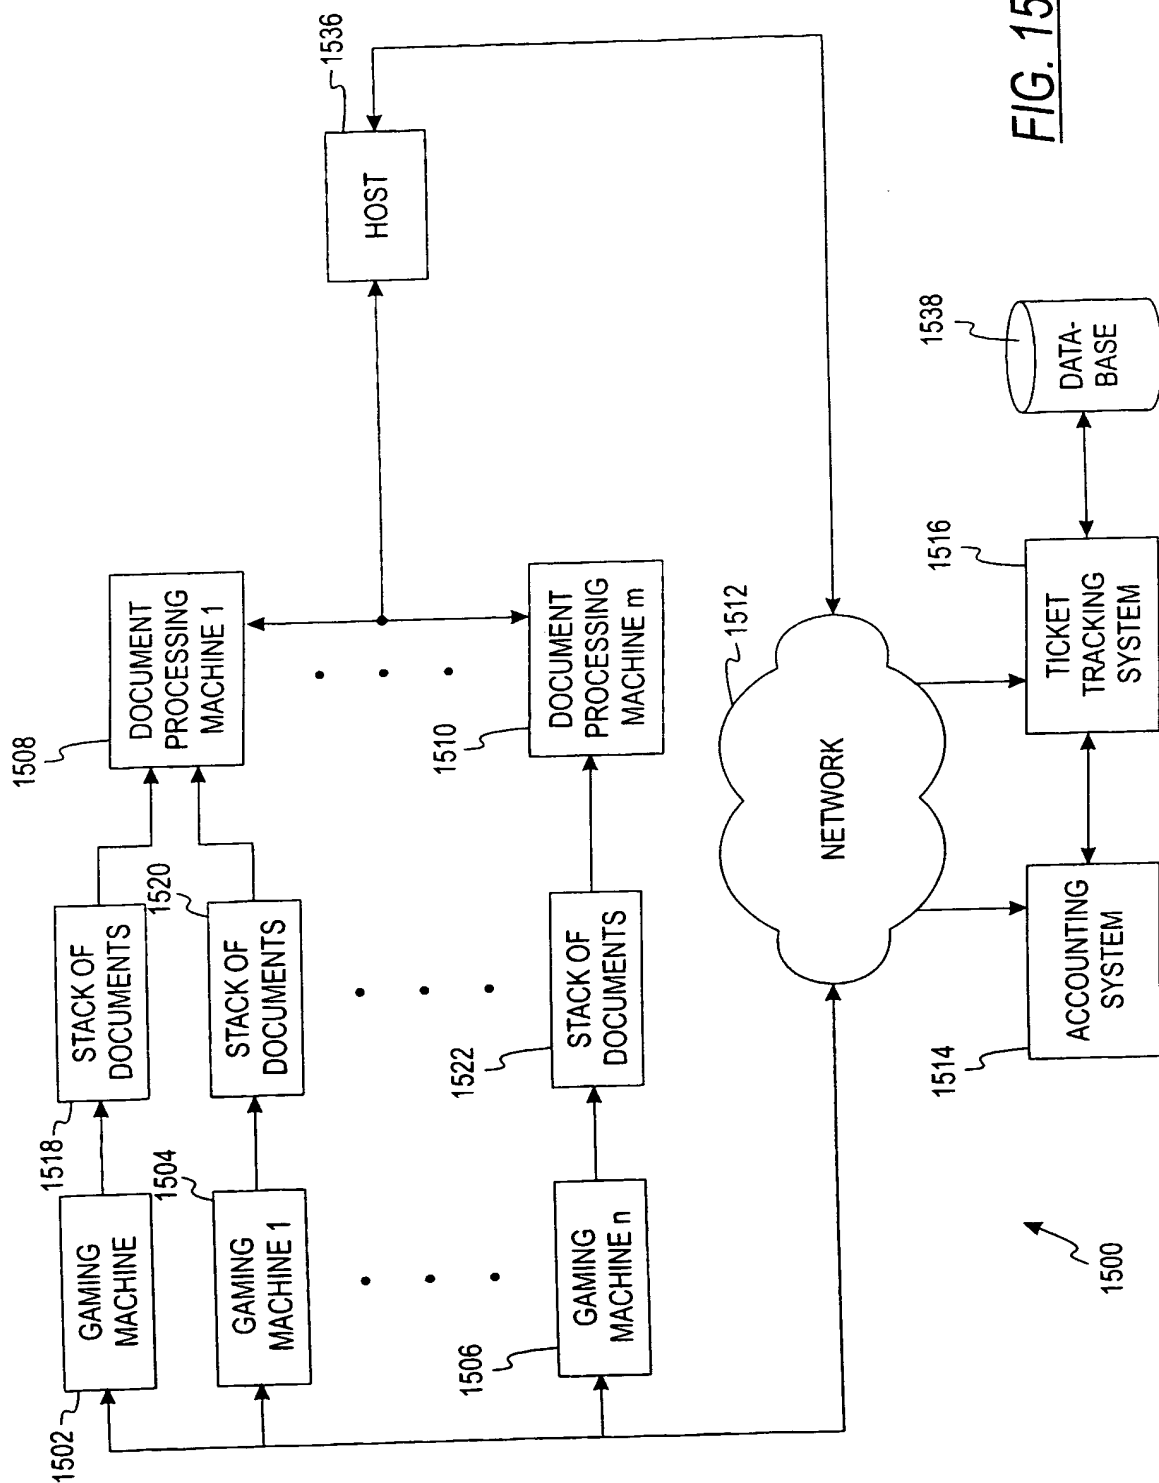 1502
GAMING
MACHINE
1518
STACK OF
DOCUMENTS
1508
DOCUMENT
PROCESSING
MACHINE 1
1504
GAMING
MACHINE 1
1520
STACK OF
DOCUMENTS
HOST
1536
1506
GAMING
MACHINE n
1522
STACK OF
DOCUMENTS
1510
DOCUMENT
PROCESSING
MACHINE m
NETWORK
1512
1514
ACCOUNTING
SYSTEM
1516
TICKET
TRACKING
SYSTEM
1538
DATA-
BASE
1500
FIG. 15